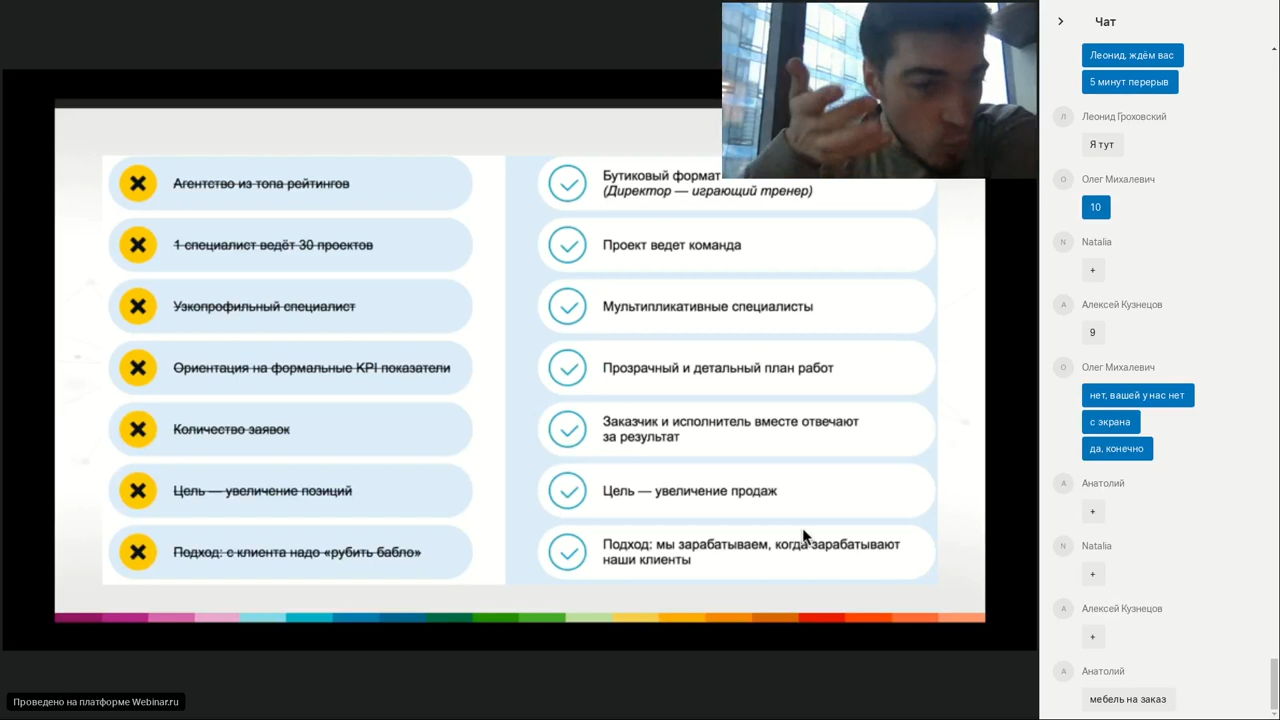 Агентство из топа рейтингов
1 специалист ведёт 30 проектов
Узкопрофильный специалист
Ориентация на формальные KPI показатели
Количество заявок
Цель — увеличение позиций
Подход: с клиента надо «рубить бабло»
Бутиковый формат
(Директор — играющий тренер)
Проект ведет команда
Мультипликативные специалисты
Прозрачный и детальный план работ
Заказчик и исполнитель вместе отвечают
за результат
Цель — увеличение продаж
Подход: мы зарабатываем, когда зарабатывают
наши клиенты
Проведено на платформе Webinar.ru
Чат
Леонид, ждём вас
5 минут перерыв
Л
Леонид Гроховский
Я тут
О
Олег Михалевич
10
N
Natalia
+
А
Алексей Кузнецов
9
О
Олег Михалевич
нет, вашей у нас нет
с экрана
да, конечно
А
Анатолий
+
N
Natalia
+
А
Алексей Кузнецов
+
А
Анатолий
мебель на заказ